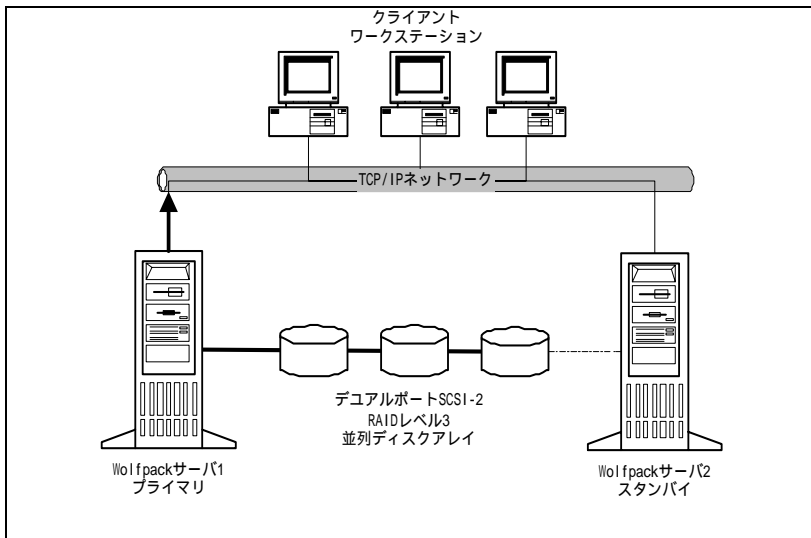 クライアント
ワークステーション
TCP/IPネットワーク
デュアルポートSCSI-2
RAIDレベル3
並列ディスクアレイ
Wolfpackサーバ1
プライマリ
Wolfpackサーバ2
スタンバイ